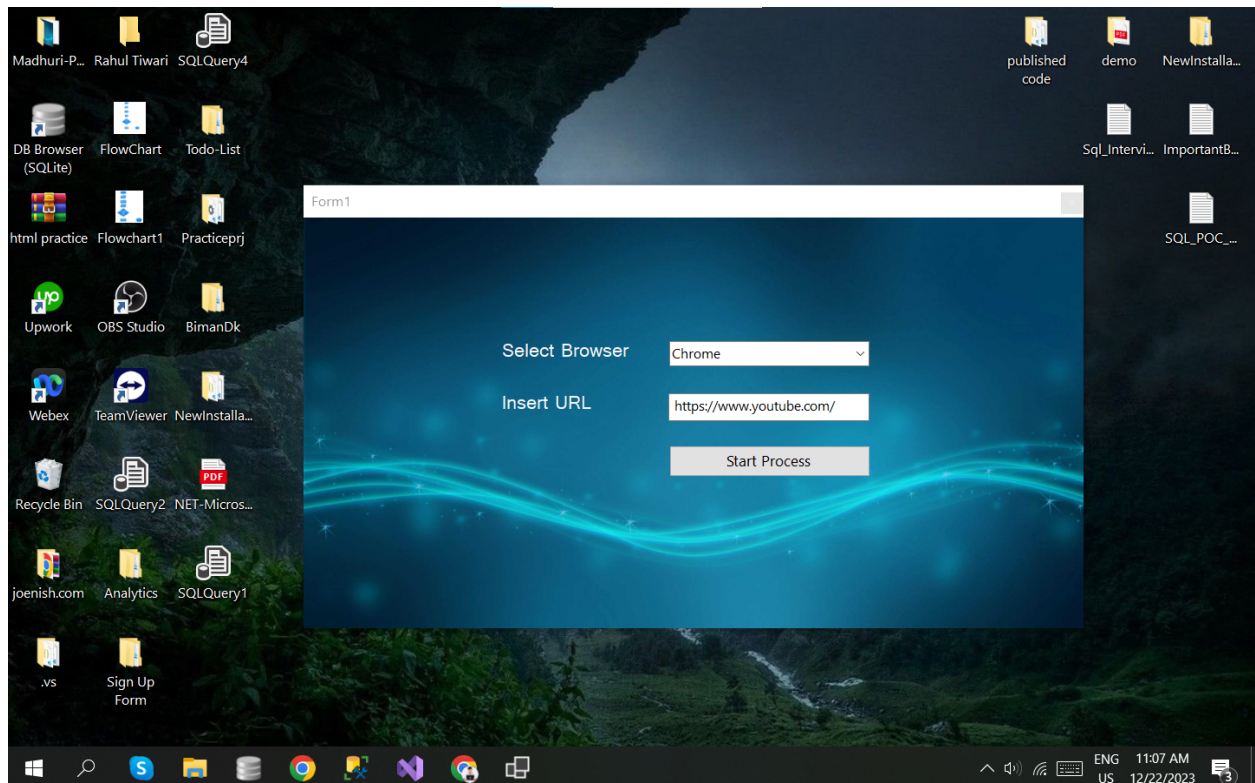 Madhuri-P...
Rahul Tiwari
SQLQuery4
published
code
demo
NewInstalla...
DB Browser
(SQLite)
FlowChart
Todo-List
Sql_Intervi...
ImportantB...
html practice
Flowchart1
Practiceprj
SQL_POC_...
Form1
Upwork
OBS Studio
BimanDk
Select Browser
Chrome
Insert URL
https://www.youtube.com/
Start Process
Webex
TeamViewer
NewInstalla...
Recycle Bin
SQLQuery2
NET-Micros...
PDF
joenish.com
Analytics
SQLQuery1
.vs
Sign Up
Form
ENG
US
11:07 AM
12/22/2023
3